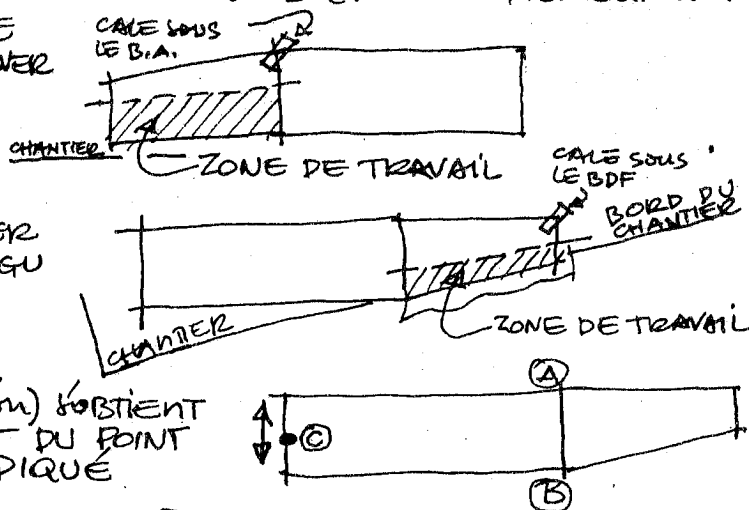 CALE SOUS
LE B.A.
CHANTIER
ZONE DE TRAVAIL
CALE SOUS
LE BDF
BORD DU
CHANTIER
CHANTIER
ZONE DE TRAVAIL
S'OBTIENT
A
T DU POINT
C
B